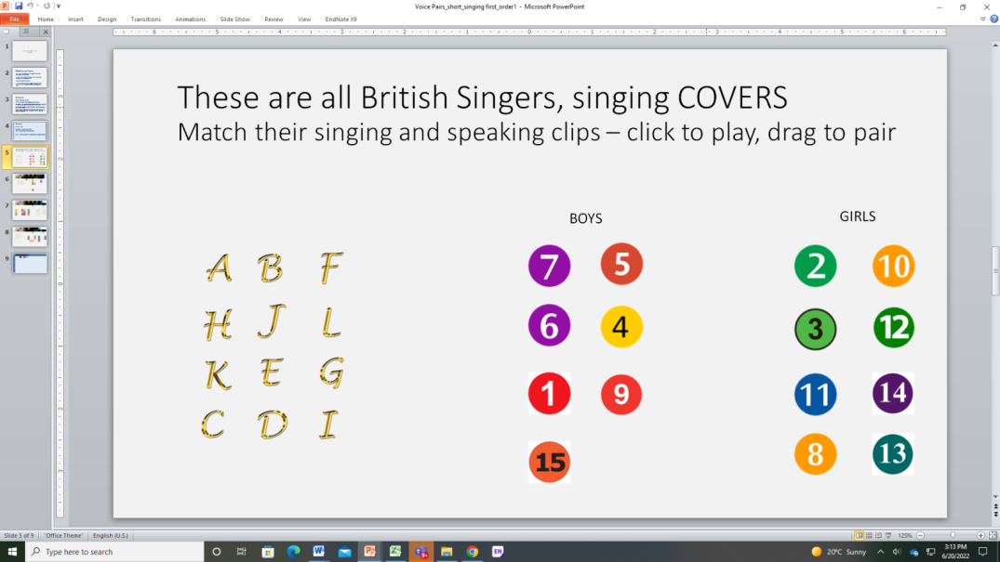 Voice Pairs_short_singing first_order1 - Microsoft PowerPoint
File Home Insert Design Transitions Animations Slide Show Review View EndNote X9
These are all British Singers, singing COVERS
Match their singing and speaking clips – click to play, drag to pair
BOYS GIRLS
A B F 7 5 2 10
H J L 6 4 3 12
K E G 1 9 11 14
C D I 15 8 13
1
2
3
4
5
6
7
8
9
Slide 5 of 9 "Office Theme" English (U.S.) 125%
Type here to search 20°C Sunny 3:13 PM
6/20/2022